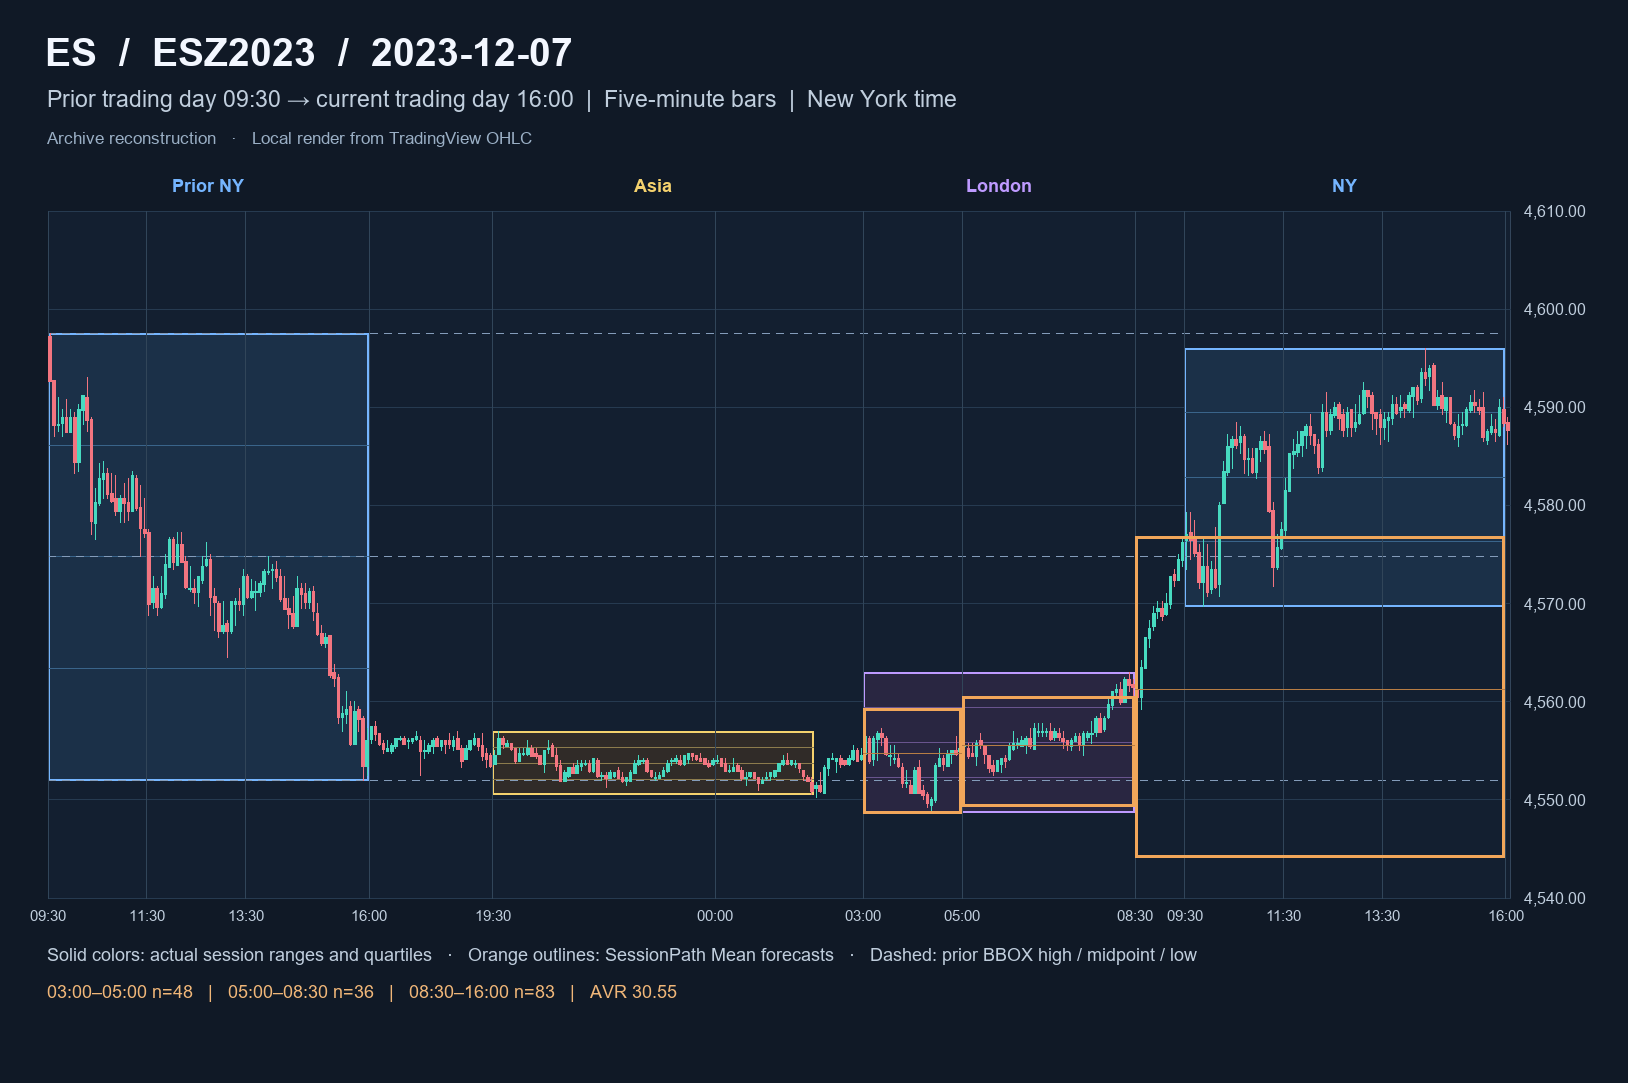 ES / ESZ2023 / 2023-12-07
Prior trading day 09:30 → current trading day 16:00 | Five-minute bars | New York time
Archive reconstruction · Local render from TradingView OHLC
Prior NY Asia London NY
4,610.00
4,600.00
4,590.00
4,580.00
4,570.00
4,560.00
4,550.00
4,540.00
09:30 11:30 13:30 16:00 19:30 00:00 03:00 05:00 08:30 09:30 11:30 13:30 16:00
Solid colors: actual session ranges and quartiles · Orange outlines: SessionPath Mean forecasts · Dashed: prior BBOX high / midpoint / low
03:00–05:00 n=48 | 05:00–08:30 n=36 | 08:30–16:00 n=83 | AVR 30.55